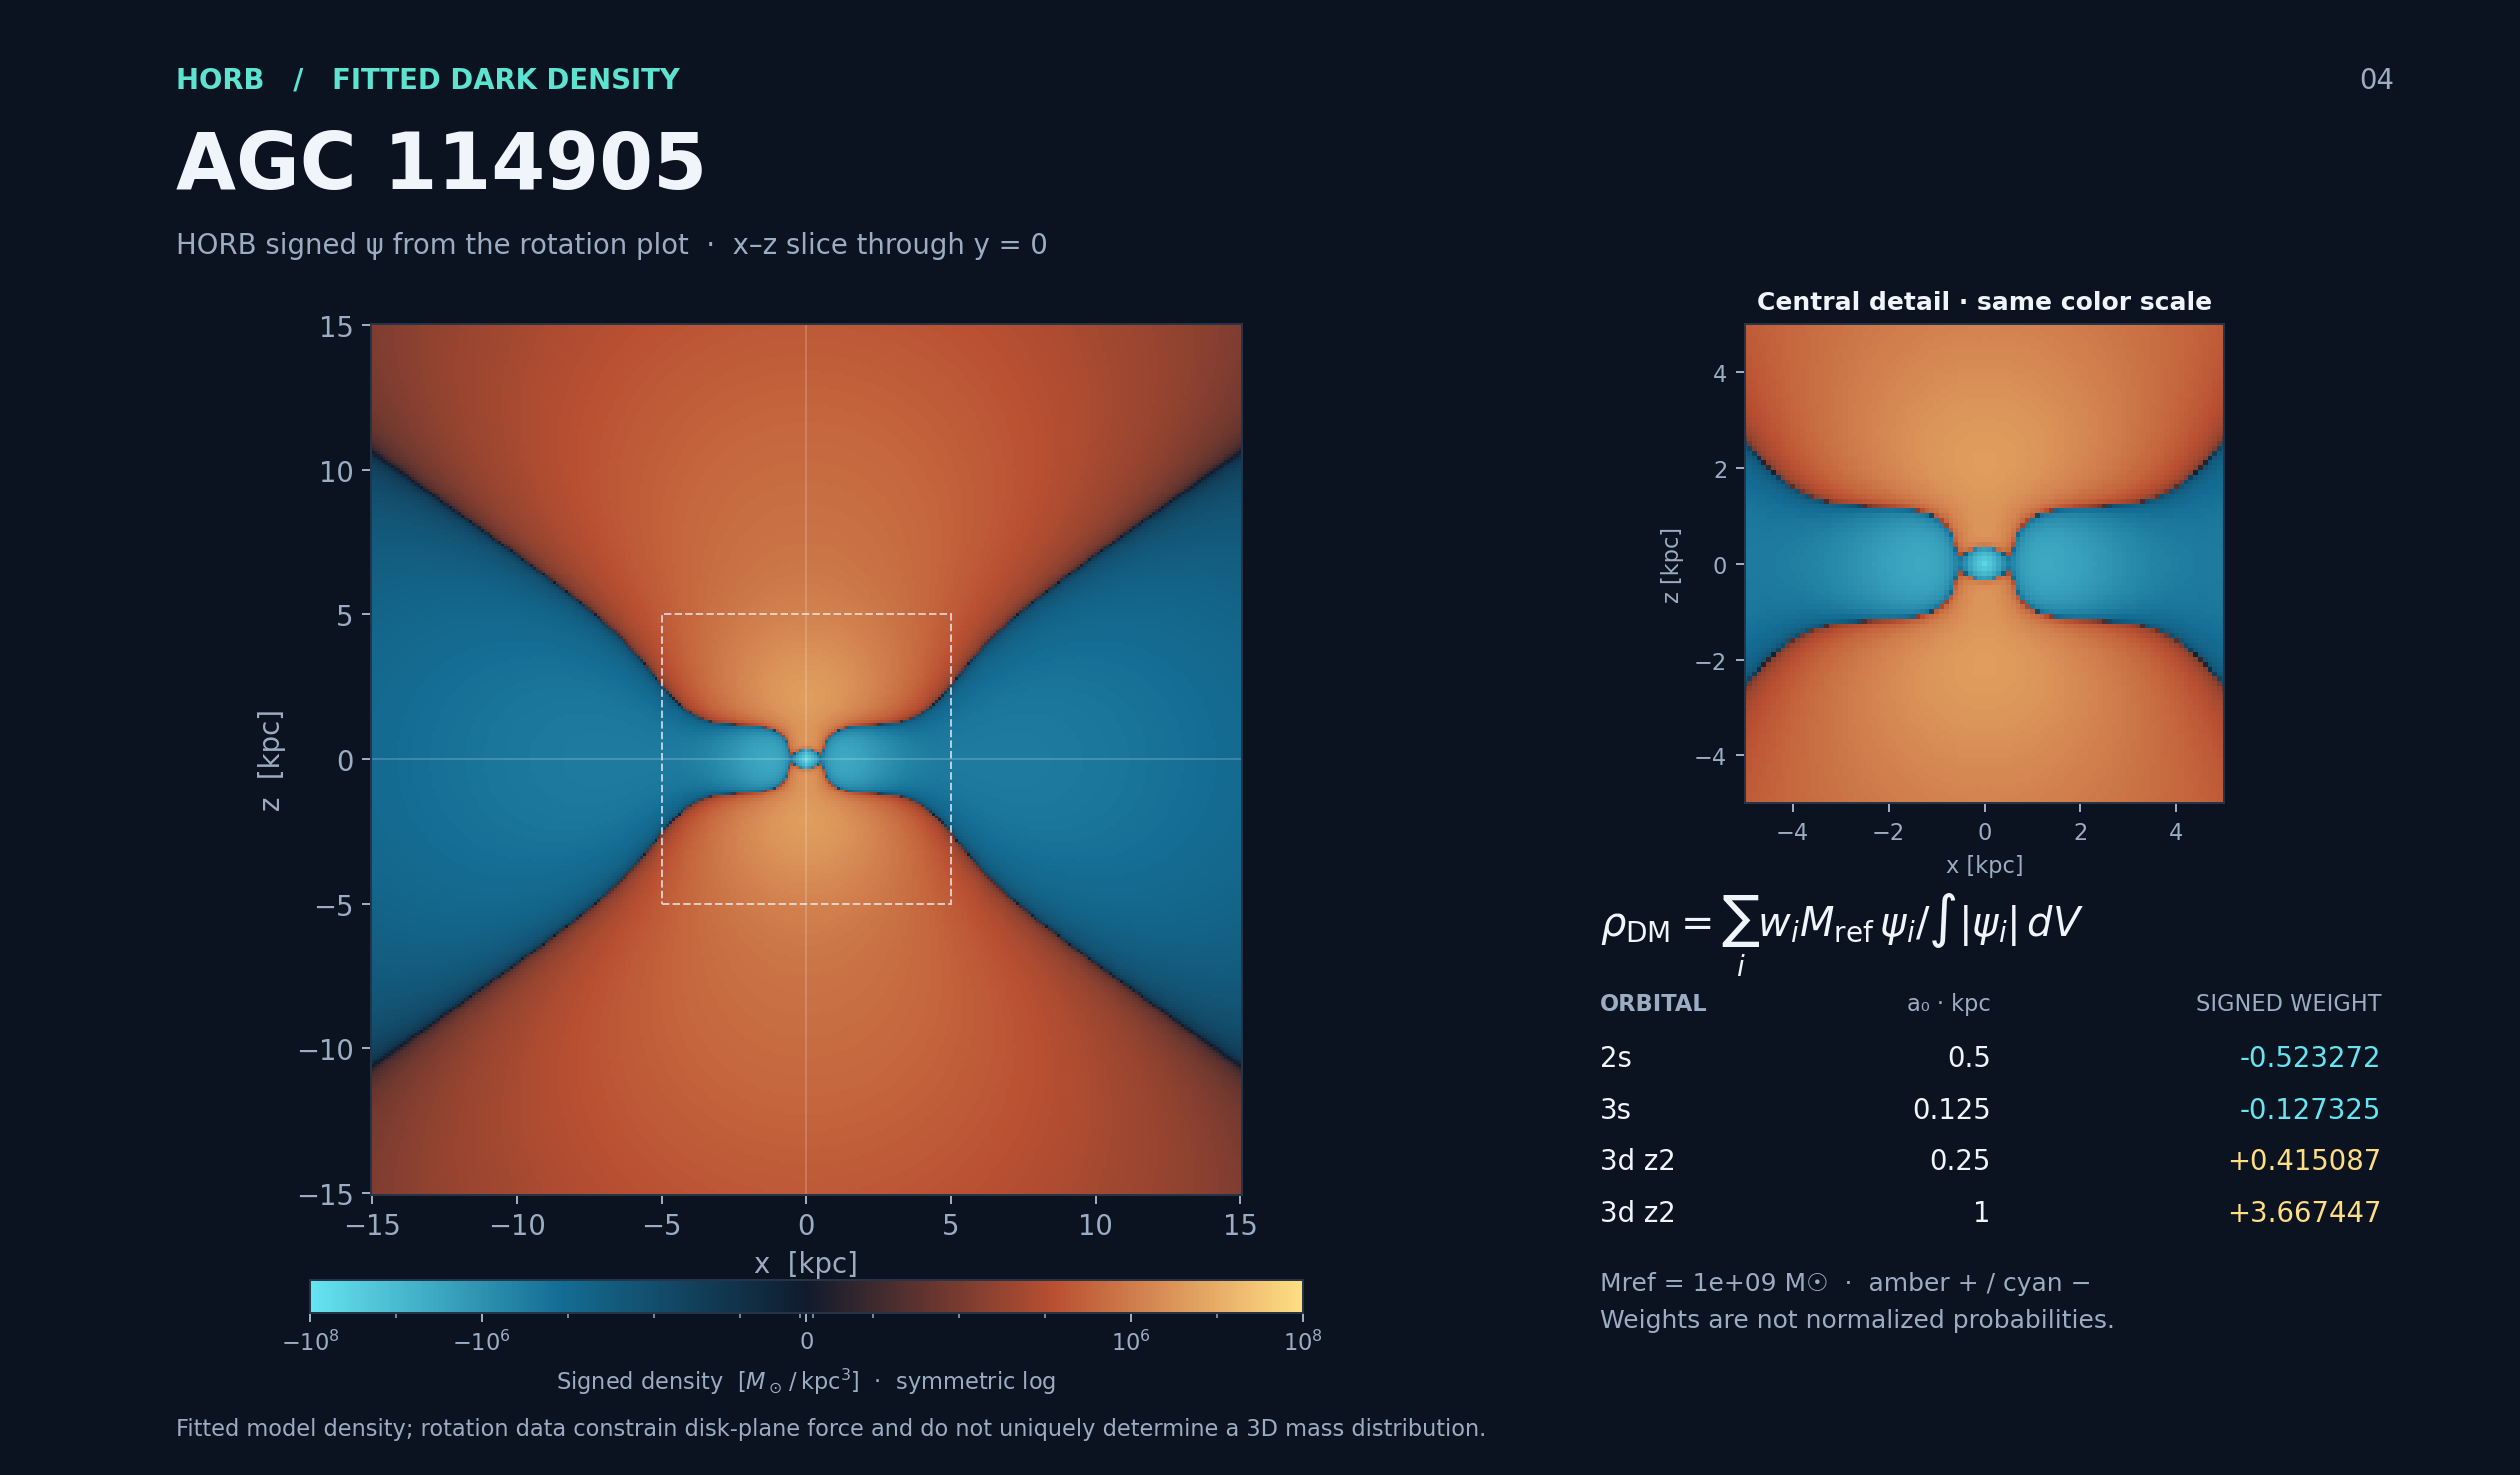 HORB / FITTED DARK DENSITY
04
AGC 114905
HORB signed ψ from the rotation plot · x–z slice through y = 0
Central detail · same color scale
15
10
5
0
−5
−10
−15
z [kpc]
−15 −10 −5 0 5 10 15
x [kpc]
4
2
0
−2
−4
z [kpc]
−4 −2 0 2 4
x [kpc]
ρDM = ∑i wiMref ψi/∫|ψi| dV
ORBITAL a₀ · kpc SIGNED WEIGHT
2s 0.5 -0.523272
3s 0.125 -0.127325
3d z2 0.25 +0.415087
3d z2 1 +3.667447
Mref = 1e+09 M☉ · amber + / cyan −
Weights are not normalized probabilities.
−10⁸ −10⁶ 0 10⁶ 10⁸
Signed density [M☉ / kpc³] · symmetric log
Fitted model density; rotation data constrain disk-plane force and do not uniquely determine a 3D mass distribution.